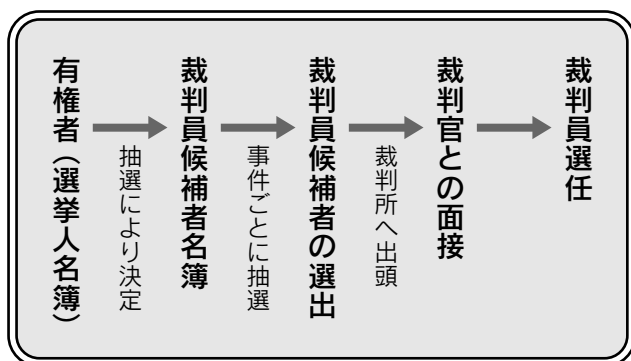 有権者（選挙人名簿）
抽選により決定
裁判員候補者名簿
事件ごとに抽選
裁判員候補者の選出
裁判所へ出頭
裁判官との面接
裁判員選任